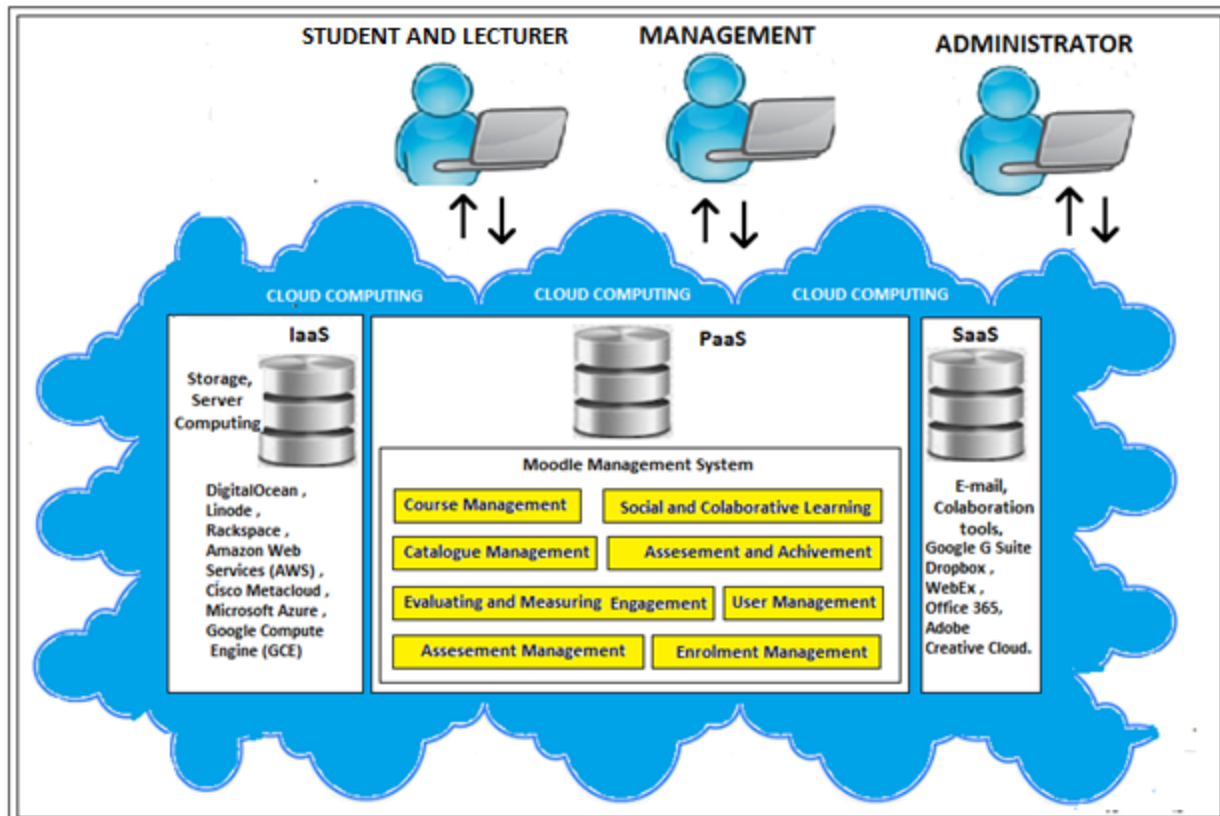 STUDENT AND LECTURER
MANAGEMENT
ADMINISTRATOR
CLOUD COMPUTING
CLOUD COMPUTING
CLOUD COMPUTING
IaaS
Storage,
Server
Computing
DigitalOcean ,
Linode ,
Rackspace ,
Amazon Web
Services (AWS) ,
Cisco Metacloud ,
Microsoft Azure ,
Google Compute
Engine (GCE)
PaaS
Moodle Management System
Course Management
Social and Colaborative Learning
Catalogue Management
Assesement and Achivement
Evaluating and Measuring Engagement
User Management
Assesement Management
Enrolment Management
SaaS
E-mail,
Colaboration
tools,
Google G Suite
Dropbox ,
WebEx ,
Office 365,
Adobe
Creative Cloud.